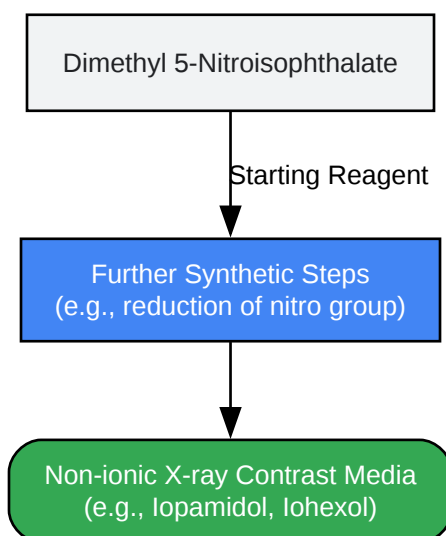 Dimethyl 5-Nitroisophthalate
Starting Reagent
Further Synthetic Steps
(e.g., reduction of nitro group)
Non-ionic X-ray Contrast Media
(e.g., Iopamidol, Iohexol)